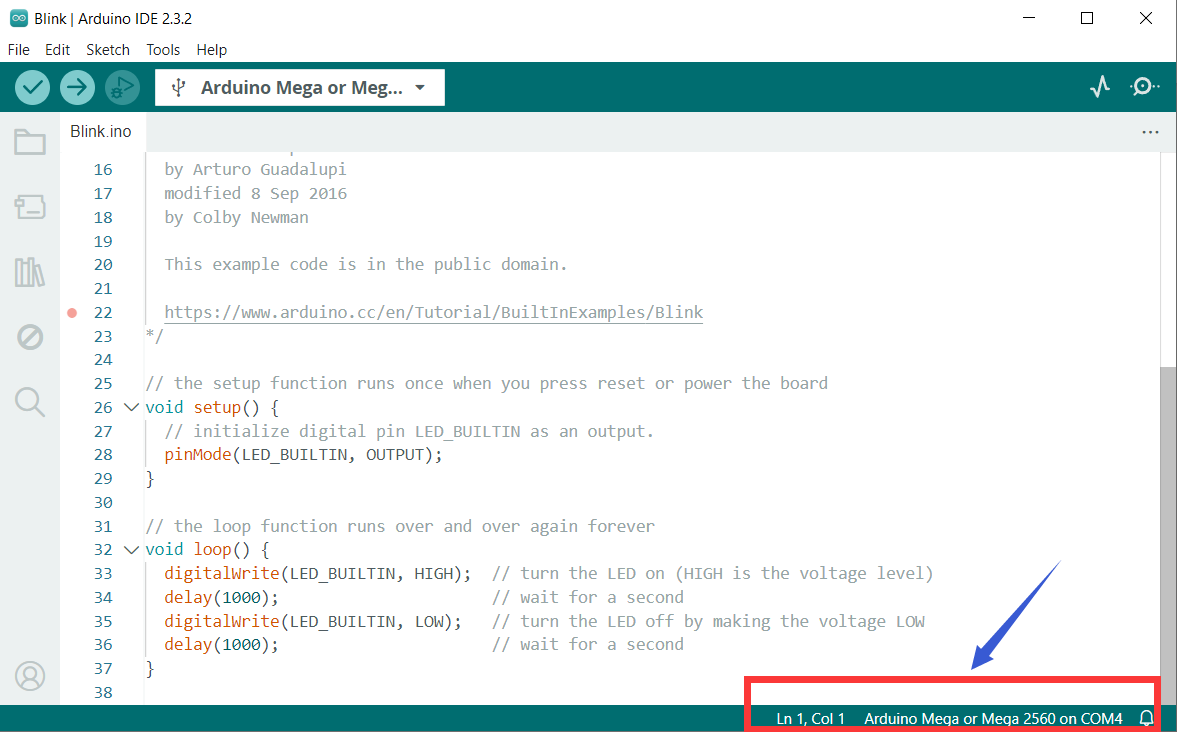 Blink | Arduino IDE 2.3.2
File Edit Sketch Tools Help
Arduino Mega or Meg...
Blink.ino
16 by Arturo Guadalupi
17 modified 8 Sep 2016
18 by Colby Newman
19
20 This example code is in the public domain.
21
22 https://www.arduino.cc/en/Tutorial/BuiltInExamples/Blink
23 */
24
25 // the setup function runs once when you press reset or power the board
26 void setup() {
27 // initialize digital pin LED_BUILTIN as an output.
28 pinMode(LED_BUILTIN, OUTPUT);
29 }
30
31 // the loop function runs over and over again forever
32 void loop() {
33 digitalWrite(LED_BUILTIN, HIGH); // turn the LED on (HIGH is the voltage level)
34 delay(1000); // wait for a second
35 digitalWrite(LED_BUILTIN, LOW); // turn the LED off by making the voltage LOW
36 delay(1000); // wait for a second
37 }
38
Ln 1, Col 1 Arduino Mega or Mega 2560 on COM4